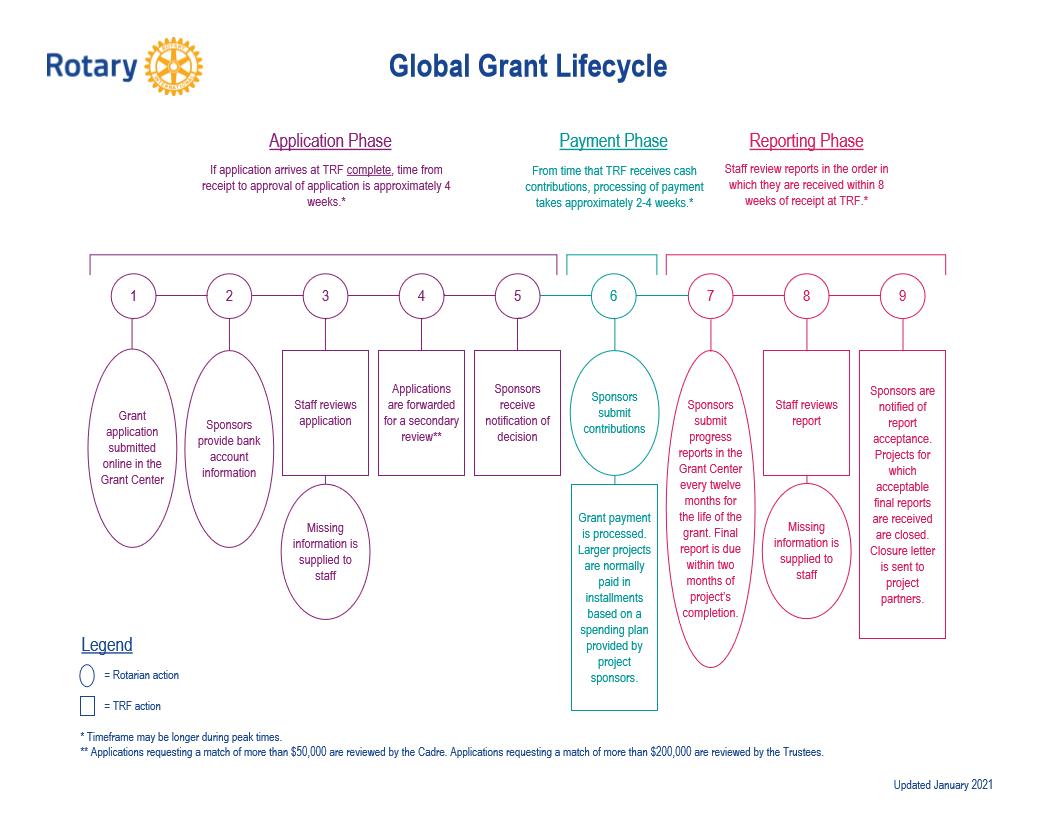 Rotary
ROTARY
INTERNATIONAL
Global Grant Lifecycle
Application Phase
If application arrives at TRF complete, time from
receipt to approval of application is approximately 4
weeks.*
Payment Phase
From time that TRF receives cash
contributions, processing of payment
takes approximately 2-4 weeks.*
Reporting Phase
Staff review reports in the order in
which they are received within 8
weeks of receipt at TRF.*
1
2
3
4
5
6
7
8
9
Grant
application
submitted
online in the
Grant Center
Sponsors
provide bank
account
information
Staff reviews
application
Missing
information is
supplied to
staff
Applications
are forwarded
for a secondary
review**
Sponsors
receive
notification of
decision
Sponsors
submit
contributions
Grant payment
is processed.
Larger projects
are normally
paid in
installments
based on a
spending plan
provided by
project
sponsors.
Sponsors
submit
progress
reports in the
Grant Center
every twelve
months for
the life of the
grant. Final
report is due
within two
months of
project's
completion.
Staff reviews
report
Missing
information is
supplied to
staff
Sponsors are
notified of
report
acceptance.
Projects for
which
acceptable
final reports
are received
are closed.
Closure letter
is sent to
project
partners.
Legend
= Rotarian action
= TRF action
* Timeframe may be longer during peak times.
** Applications requesting a match of more than $50,000 are reviewed by the Cadre. Applications requesting a match of more than $200,000 are reviewed by the Trustees.
Updated January 2021